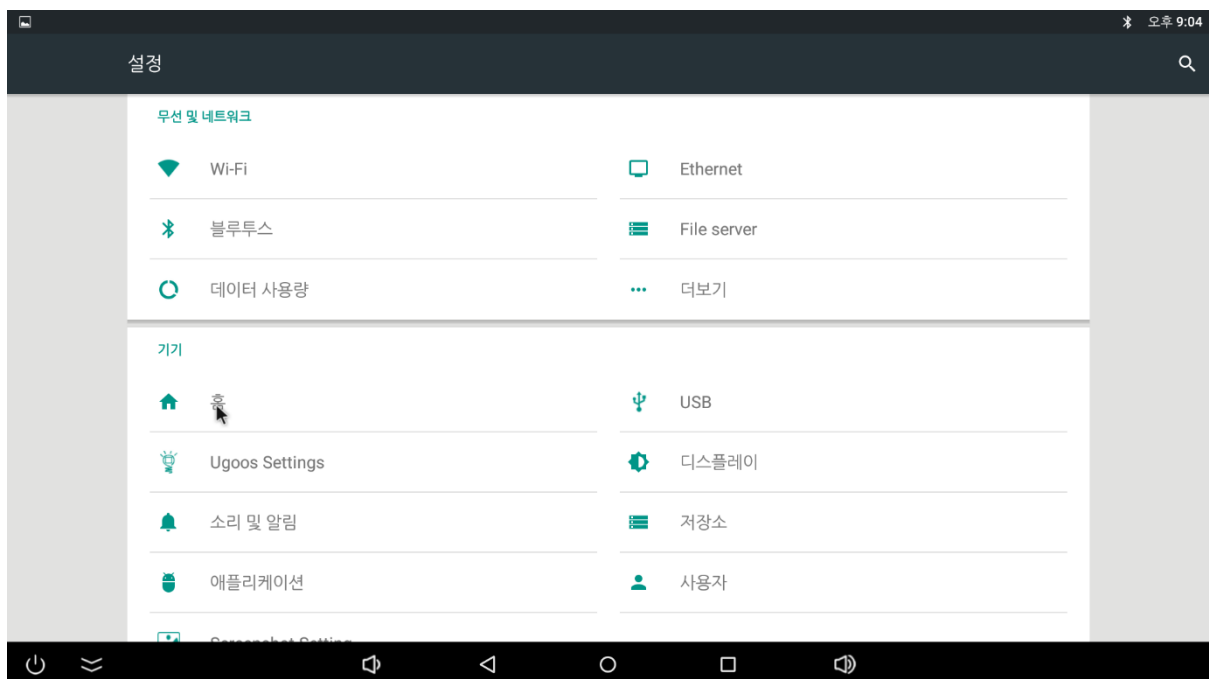 오후 9:04
설정
무선 및 네트워크
Wi-Fi
Ethernet
블루투스
File server
데이터 사용량
더보기
기기
홈
USB
Ugoos Settings
디스플레이
소리 및 알림
저장소
애플리케이션
사용자
Screenshot Setting